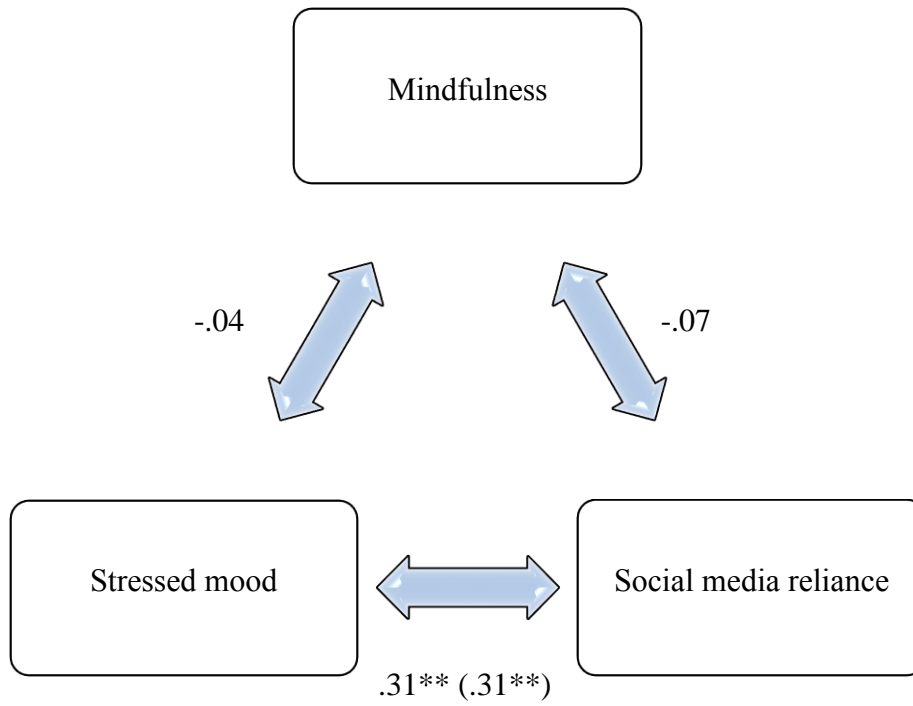 Mindfulness
-.04
-.07
Stressed mood
Social media reliance
.31** (.31**)